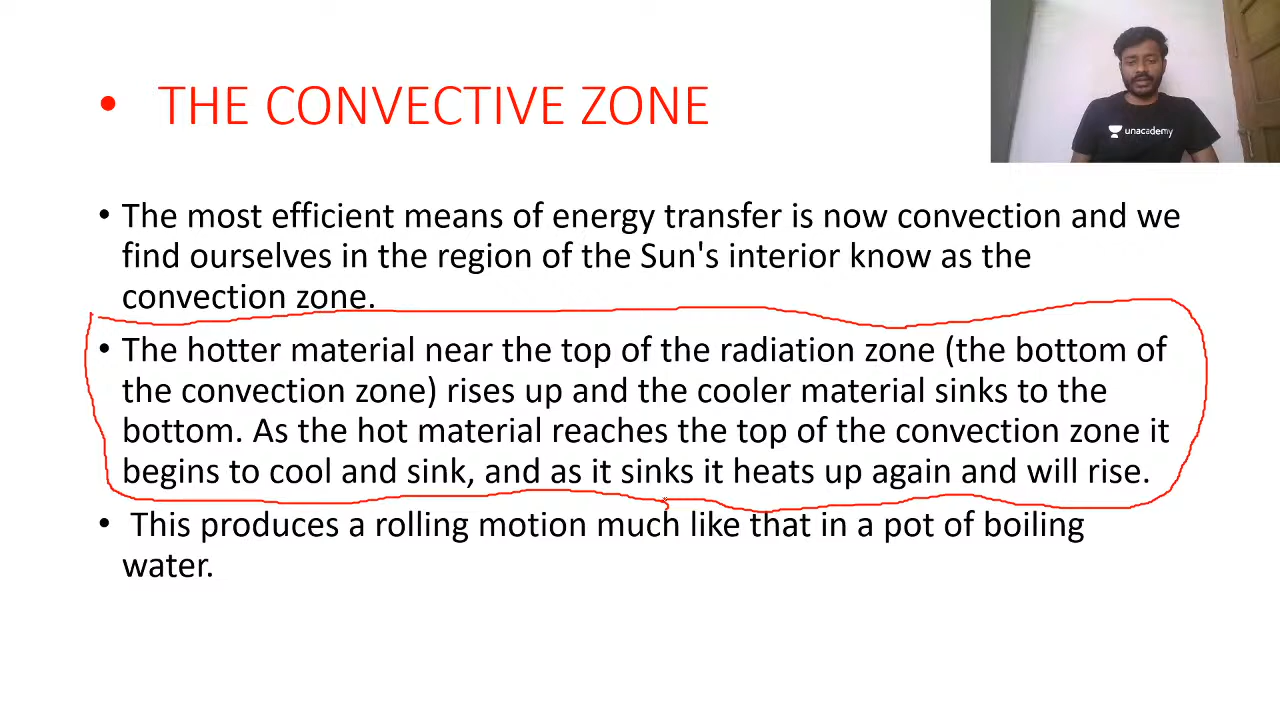 • THE CONVECTIVE ZONE
unacademy
• The most efficient means of energy transfer is now convection and we
find ourselves in the region of the Sun's interior know as the
convection zone.
• The hotter material near the top of the radiation zone (the bottom of
the convection zone) rises up and the cooler material sinks to the
bottom. As the hot material reaches the top of the convection zone it
begins to cool and sink, and as it sinks it heats up again and will rise.
• This produces a rolling motion much like that in a pot of boiling
water.